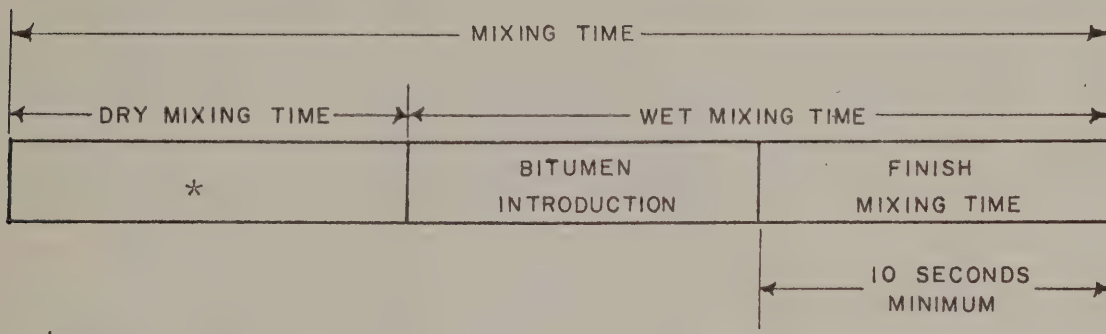 MIXING TIME
DRY MIXING TIME
WET MIXING TIME
*
BITUMEN
INTRODUCTION
FINISH
MIXING TIME
10 SECONDS
MINIMUM